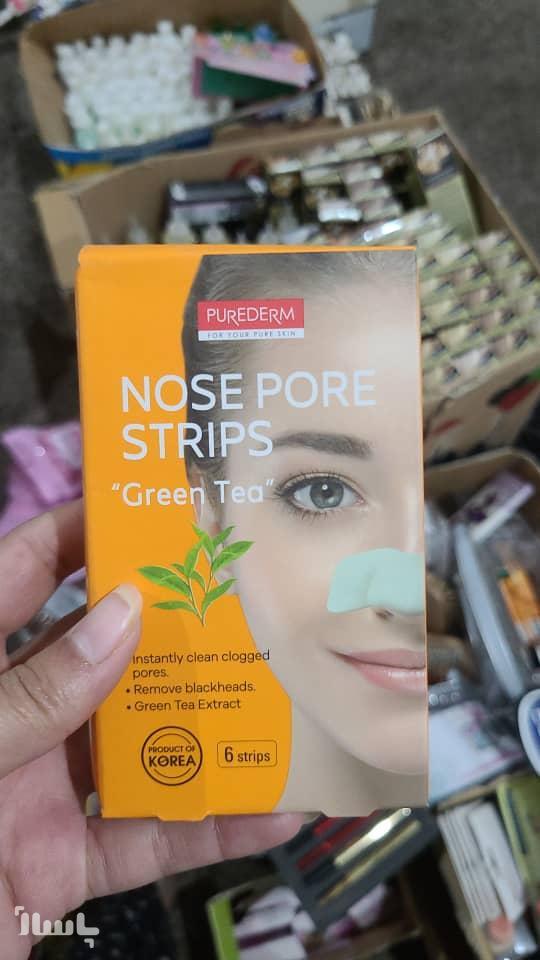 PUREDERM
FOR YOUR PURE SKIN
NOSE PORE
STRIPS
"Green Tea"
Instantly clean clogged
pores.
• Remove blackheads.
• Green Tea Extract
PRODUCT OF
KOREA
6 strips
باسلار